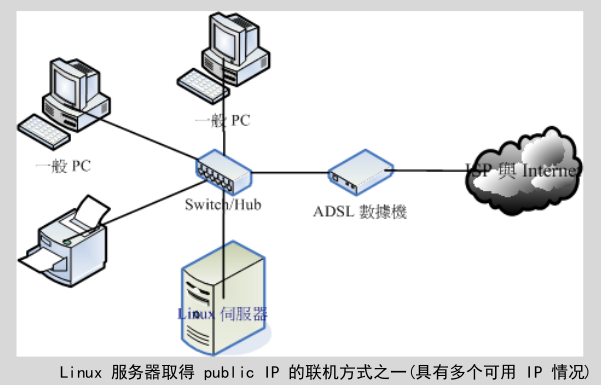 一般 PC
一般 PC
Switch/Hub
ADSL 數據機
ISP 與 Internet
Linux 伺服器
Linux 服务器取得 public IP 的联机方式之一(具有多个可用 IP 情况)